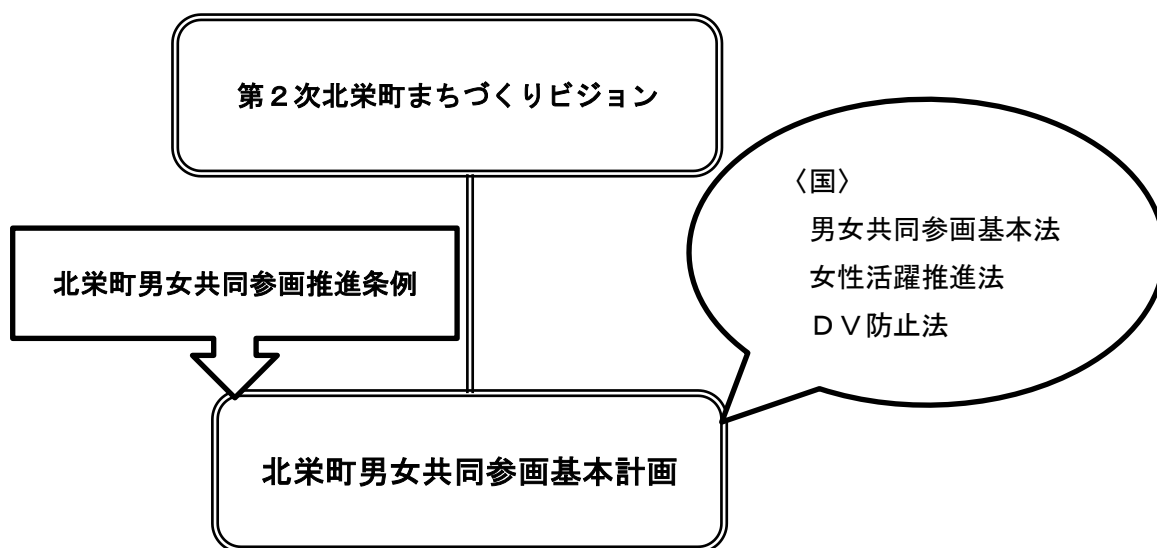 第２次北栄町まちづくりビジョン
〈国〉
男女共同参画基本法
女性活躍推進法
ＤＶ防止法
北栄町男女共同参画推進条例
北栄町男女共同参画基本計画